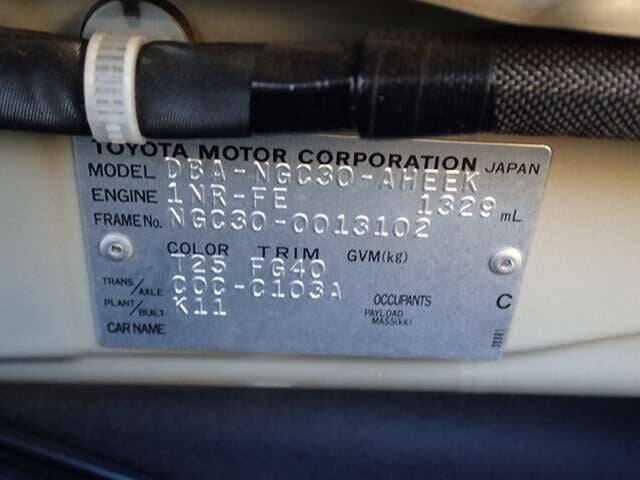 TOYOTA MOTOR CORPORATION JAPAN
MODEL DBA-NGC30-AHEEK
ENGINE 1NR-FE 1329 mL
FRAME No. NGC30-0013102
COLOR TRIM GVM(kg)
T25 FG40
TRANS/AXLE C0C-C103A OCCUPANTS C
PLANT/BUILT K11 PAYLOAD MASS(kg)
CAR NAME